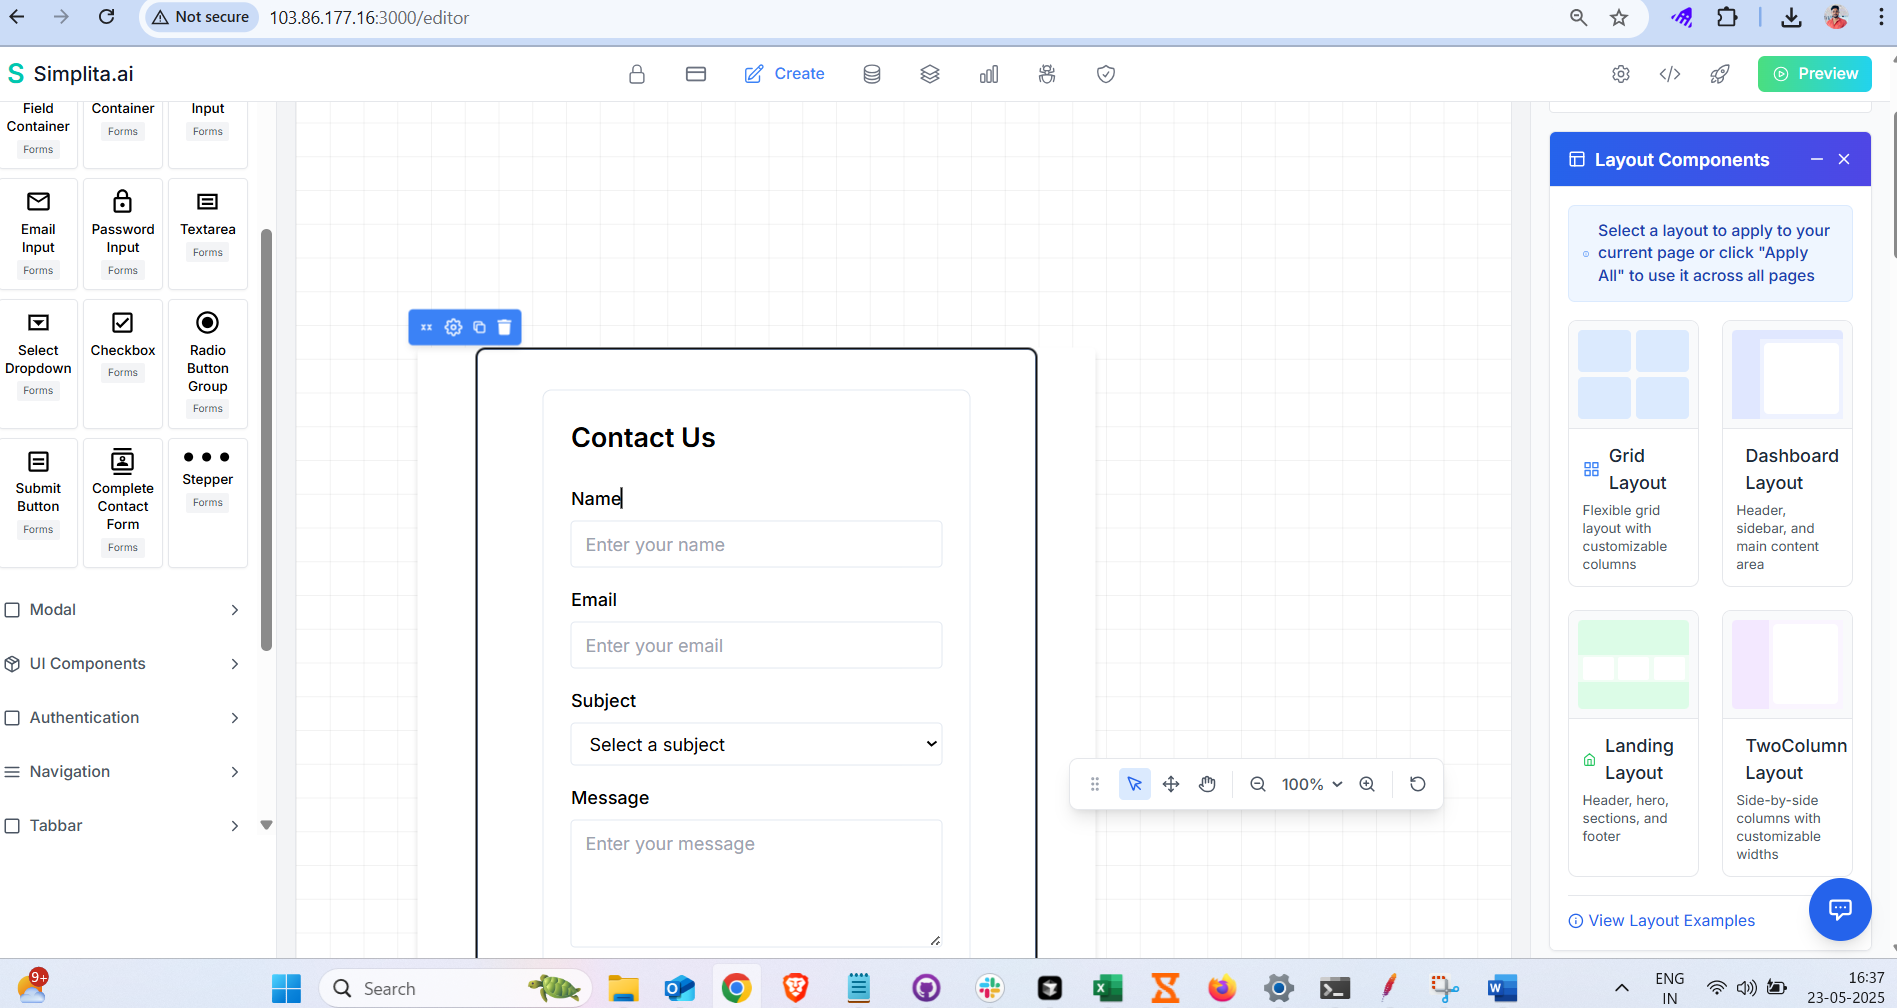 Not secure
103.86.177.16:3000/editor
Simplita.ai
Create
Preview
Field
Container
Forms
Container
Forms
Input
Forms
Email
Input
Forms
Password
Input
Forms
Textarea
Forms
Select
Dropdown
Forms
Checkbox
Forms
Radio
Button
Group
Forms
Submit
Button
Forms
Complete
Contact
Form
Forms
Stepper
Forms
Modal
UI Components
Authentication
Navigation
Tabbar
Contact Us
Name
Enter your name
Email
Enter your email
Subject
Select a subject
Message
Enter your message
100%
Layout Components
Select a layout to apply to your
current page or click "Apply
All" to use it across all pages
Grid
Layout
Flexible grid
layout with
customizable
columns
Dashboard
Layout
Header,
sidebar, and
main content
area
Landing
Layout
Header, hero,
sections, and
footer
TwoColumn
Layout
Side-by-side
columns with
customizable
widths
View Layout Examples
9+
Search
ENG
IN
16:37
23-05-2025